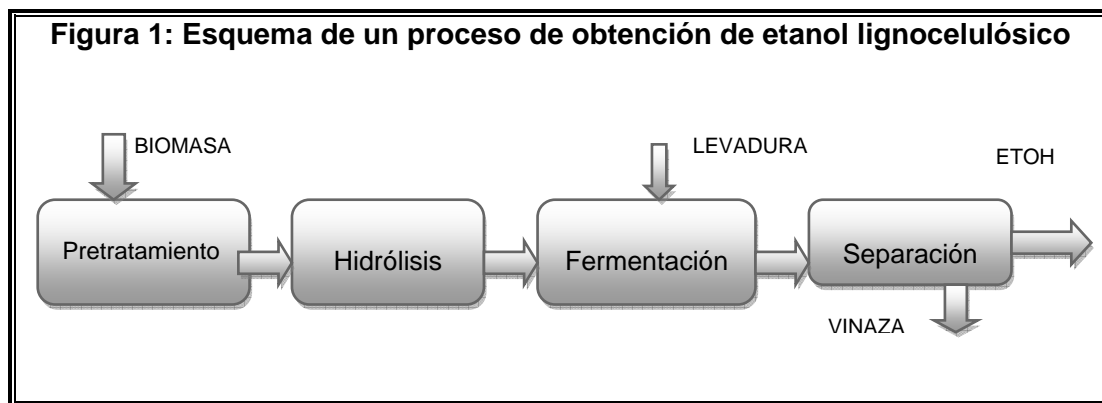 Figura 1: Esquema de un proceso de obtención de etanol lignocelulósico
BIOMASA
LEVADURA
ETOH
Pretratamiento
Hidrólisis
Fermentación
Separación
VINAZA